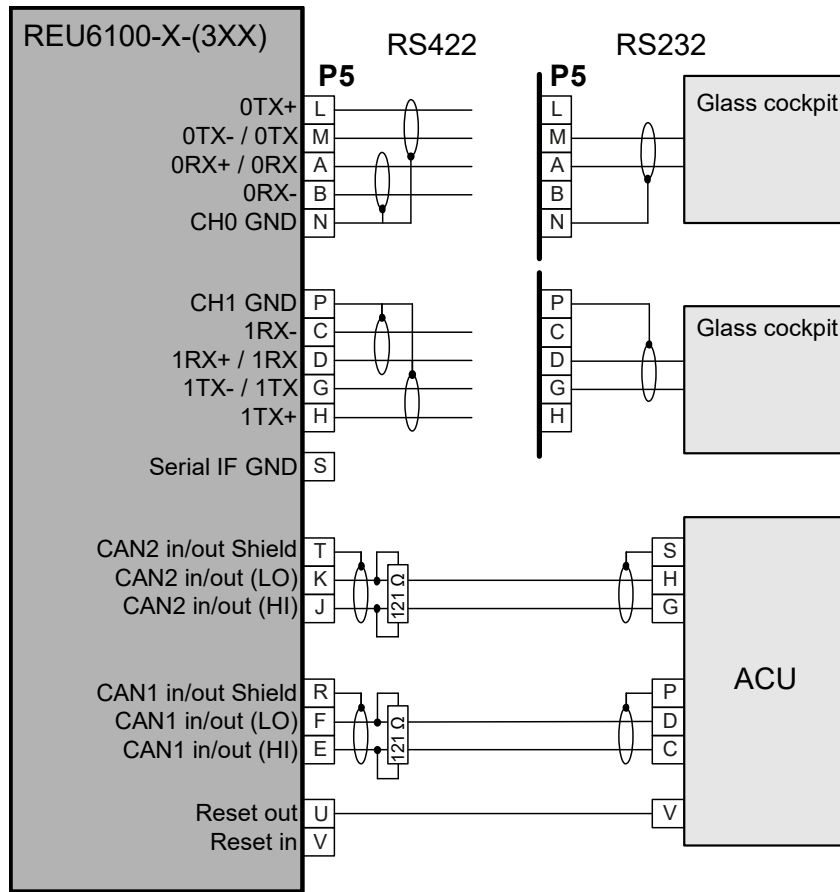 REU6100-X-(3XX)
RS422
RS232
P5
P5
0TX+ L
L
Glass cockpit
0TX- / 0TX M
M
0RX+ / 0RX A
A
0RX- B
B
CH0 GND N
N
CH1 GND P
P
1RX- C
C
Glass cockpit
1RX+ / 1RX D
D
1TX- / 1TX G
G
1TX+ H
H
Serial IF GND S
CAN2 in/out Shield T
S
CAN2 in/out (LO) K
H
CAN2 in/out (HI) J
G
121 Ω
ACU
CAN1 in/out Shield R
P
CAN1 in/out (LO) F
D
CAN1 in/out (HI) E
C
121 Ω
Reset out U
V
Reset in V